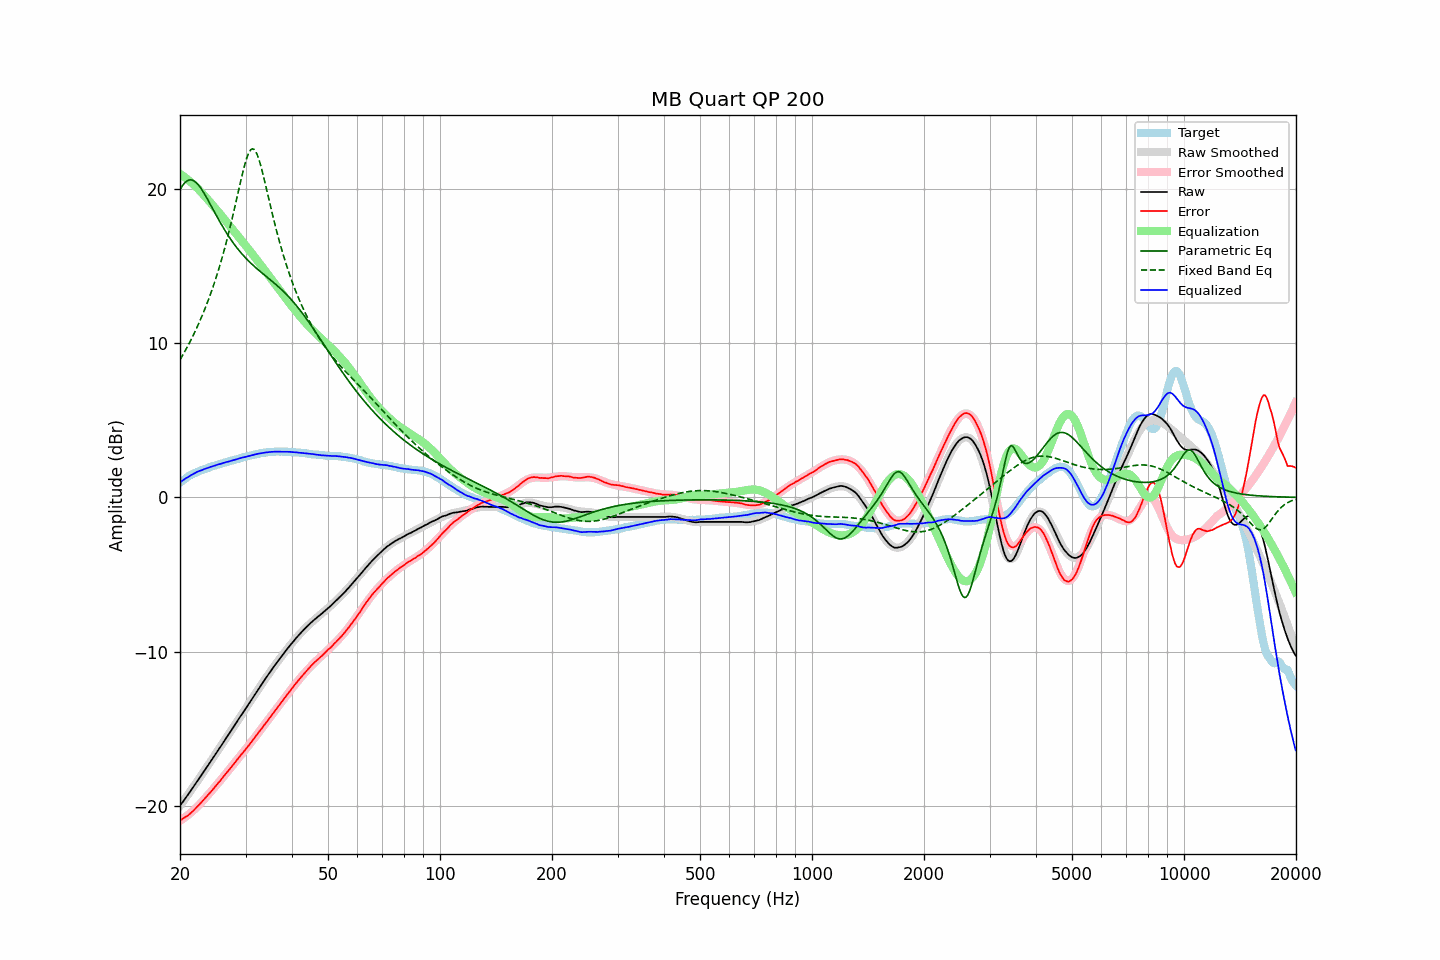 MB Quart QP 200
Target
Raw Smoothed
Error Smoothed
Raw
Error
Equalization
Parametric Eq
Fixed Band Eq
Equalized
20
10
0
−10
−20
Amplitude (dBr)
20
50
100
200
500
1000
2000
5000
10000
20000
Frequency (Hz)